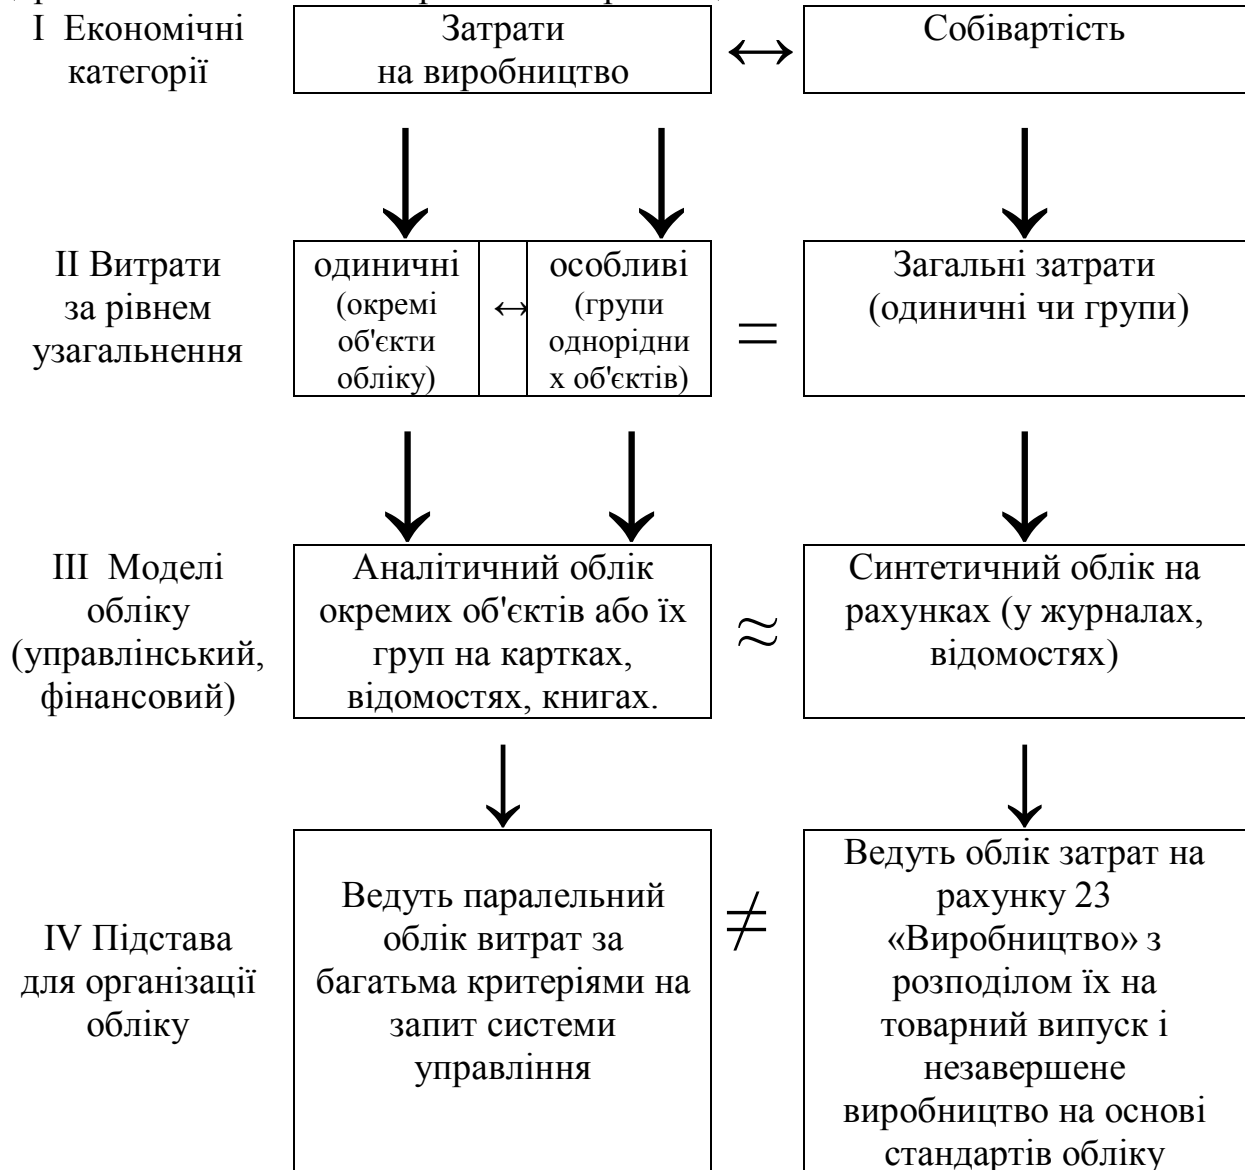 I Економічні
категорії
Затрати
на виробництво
↔
Собівартість
II Витрати
за рівнем
узагальнення
одиничні
(окремі
об'єкти
обліку)
↔
особливі
(групи
однорідни
х об'єктів)
=
Загальні затрати
(одиничні чи групи)
III Моделі
обліку
(управлінський,
фінансовий)
Аналітичний облік
окремих об'єктів або їх
груп на картках,
відомостях, книгах.
≈
Синтетичний облік на
рахунках (у журналах,
відомостях)
IV Підстава
для організації
обліку
Ведуть паралельний
облік витрат за
багатьма критеріями на
запит системи
управління
≠
Ведуть облік затрат на
рахунку 23
«Виробництво» з
розподілом їх на
товарний випуск і
незавершене
виробництво на основі
стандартів обліку